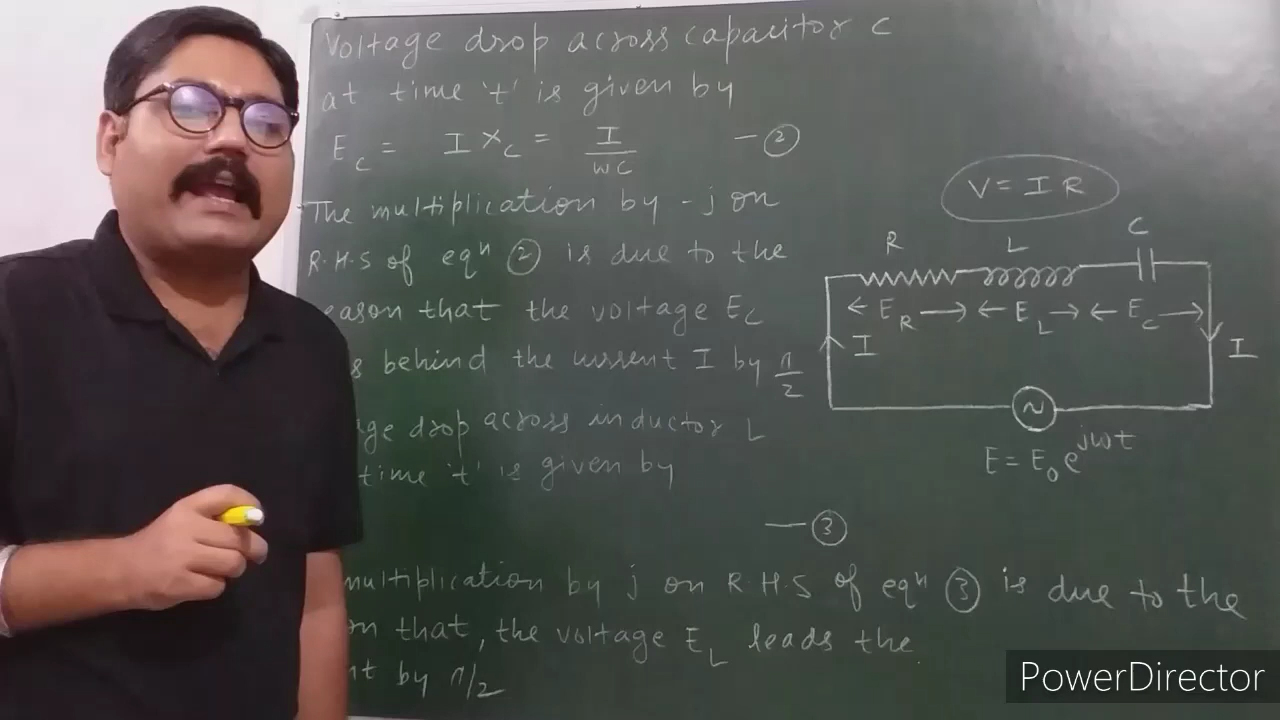 Voltage drop across capacitor C
at time 't' is given by
E_C = I X_C = I/WC — ②
The multiplication by -j on
R.H.S of eqⁿ ② is due to the
eason that the voltage E_C
s behind the current I by π/2
ge drop across inductor L
time 't' is given by
— ③
multiplication by j on R.H.S of eqⁿ ③ is due to the
on that, the voltage E_L leads the
nt by π/2
V = I R
R L C
← E_R → ← E_L → ← E_C →
I I
~
E = E₀ e^jωt
PowerDirector